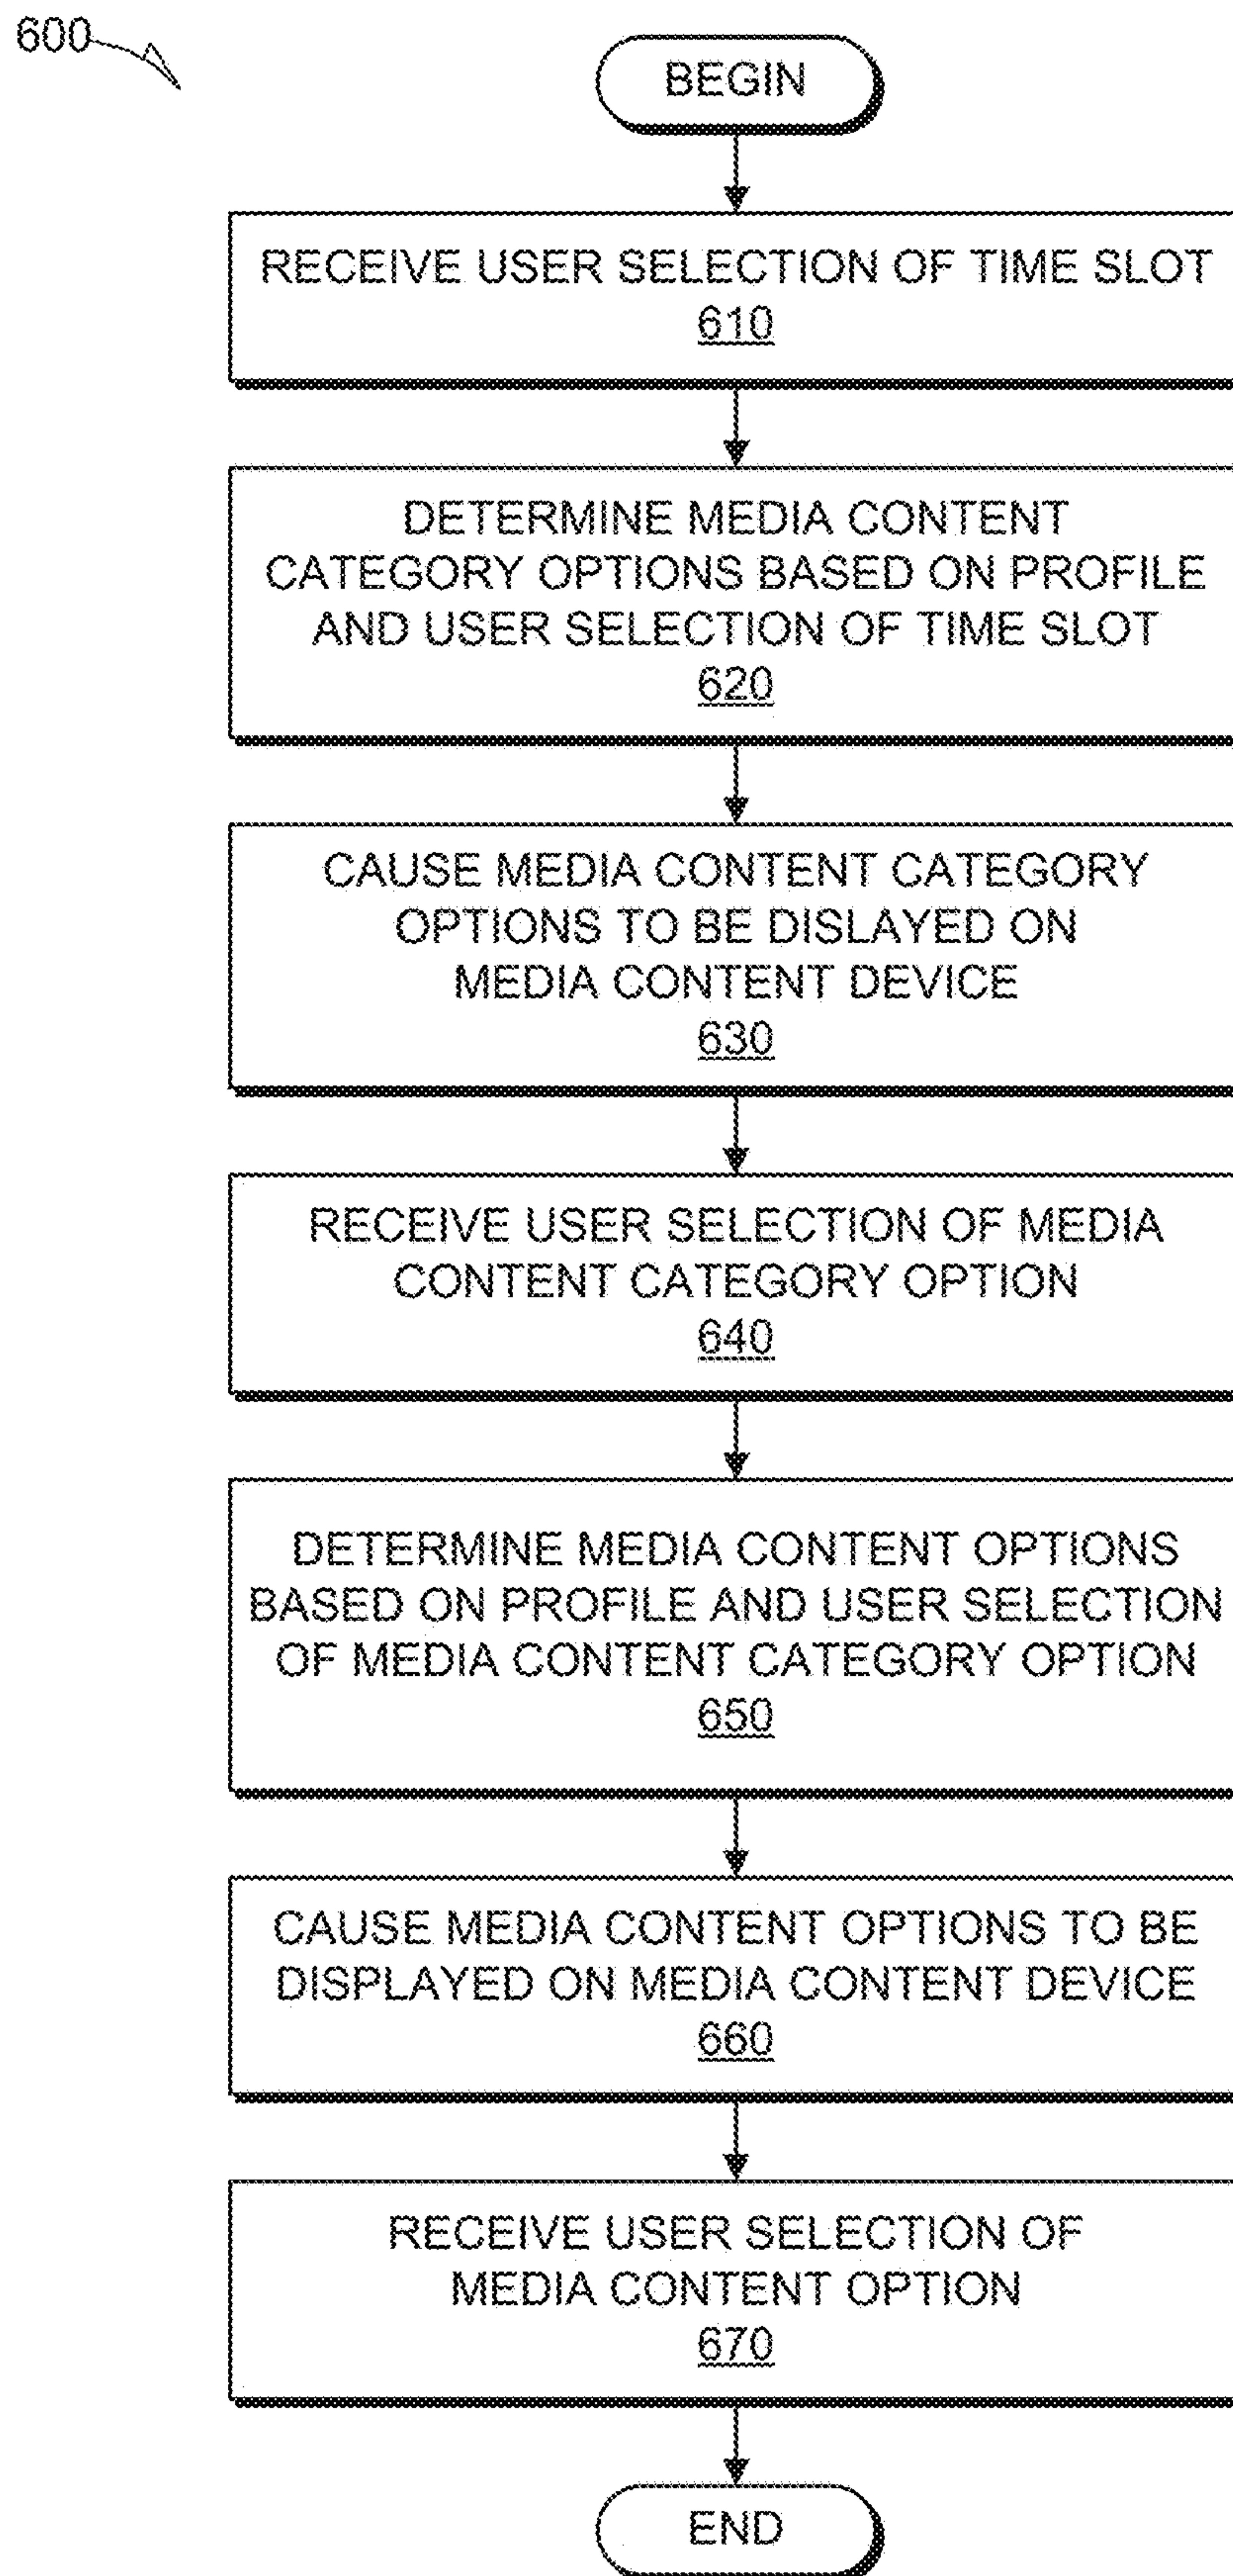 600
BEGIN
RECEIVE USER SELECTION OF TIME SLOT
610
DETERMINE MEDIA CONTENT
CATEGORY OPTIONS BASED ON PROFILE
AND USER SELECTION OF TIME SLOT
620
CAUSE MEDIA CONTENT CATEGORY
OPTIONS TO BE DISLAYED ON
MEDIA CONTENT DEVICE
630
RECEIVE USER SELECTION OF MEDIA
CONTENT CATEGORY OPTION
640
DETERMINE MEDIA CONTENT OPTIONS
BASED ON PROFILE AND USER SELECTION
OF MEDIA CONTENT CATEGORY OPTION
650
CAUSE MEDIA CONTENT OPTIONS TO BE
DISPLAYED ON MEDIA CONTENT DEVICE
660
RECEIVE USER SELECTION OF
MEDIA CONTENT OPTION
670
END